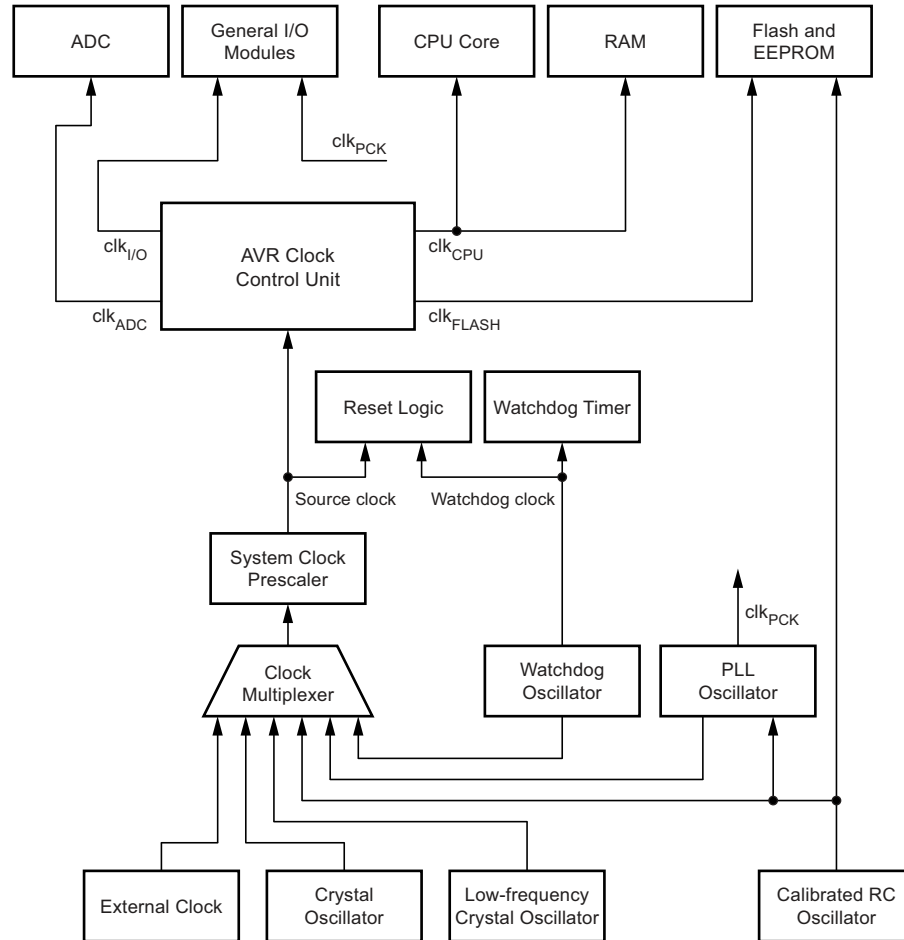 ADC
General I/O
Modules
CPU Core
RAM
Flash and
EEPROM
clkPCK
clkI/O
AVR Clock
Control Unit
clkCPU
clkADC
clkFLASH
Reset Logic
Watchdog Timer
Source clock
Watchdog clock
System Clock
Prescaler
clkPCK
Clock
Multiplexer
Watchdog
Oscillator
PLL
Oscillator
External Clock
Crystal
Oscillator
Low-frequency
Crystal Oscillator
Calibrated RC
Oscillator